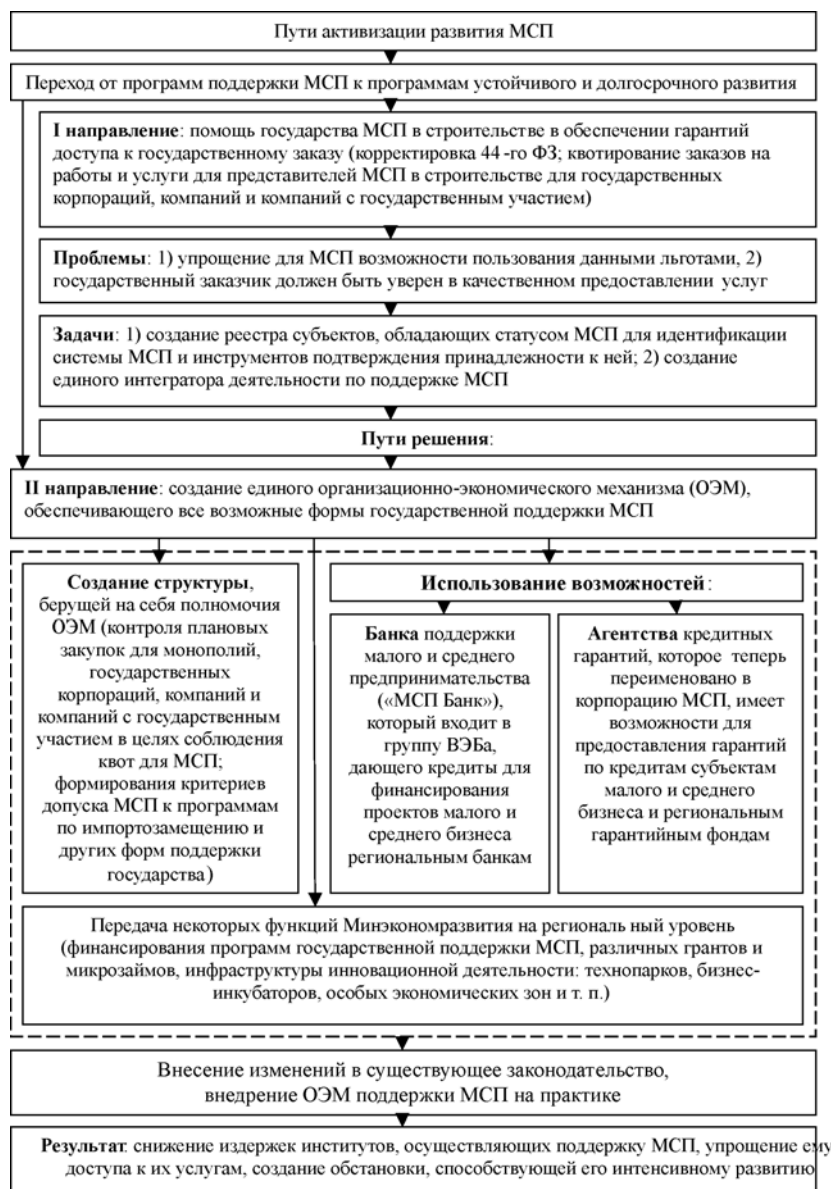 Пути активизации развития МСП
Переход от программ поддержки МСП к программам устойчивого и долгосрочного развития
I направление: помощь государства МСП в строительстве в обеспечении гарантий
доступа к государственному заказу (корректировка 44-го ФЗ; квотирование заказов на
работы и услуги для представителей МСП в строительстве для государственных
корпораций, компаний и компаний с государственным участием)
Проблемы: 1) упрощение для МСП возможности пользования данными льготами, 2)
государственный заказчик должен быть уверен в качественном предоставлении услуг
Задачи: 1) создание реестра субъектов, обладающих статусом МСП для идентификации
системы МСП и инструментов подтверждения принадлежности к ней; 2) создание
единого интегратора деятельности по поддержке МСП
Пути решения:
II направление: создание единого организационно-экономического механизма (ОЭМ),
обеспечивающего все возможные формы государственной поддержки МСП
Создание структуры,
берущей на себя полномочия
ОЭМ (контроля плановых
закупок для монополий,
государственных
корпораций, компаний и
компаний с государственным
участием в целях соблюдения
квот для МСП;
формирования критериев
допуска МСП к программам
по импортозамещению и
других форм поддержки
государства)
Использование возможностей:
Банка поддержки
малого и среднего
предпринимательства
(«МСП Банк»),
который входит в
группу ВЭБа,
дающего кредиты для
финансирования
проектов малого и
среднего бизнеса
региональным банкам
Агентства кредитных
гарантий, которое теперь
переименовано в
корпорацию МСП, имеет
возможности для
предоставления гарантий
по кредитам субъектам
малого и среднего
бизнеса и региональным
гарантийным фондам
Передача некоторых функций Минэкономразвития на региональ ный уровень
(финансирования программ государственной поддержки МСП, различных грантов и
микрозаймов, инфраструктуры инновационной деятельности: технопарков, бизнес-
инкубаторов, особых экономических зон и т. п.)
Внесение изменений в существующее законодательство,
внедрение ОЭМ поддержки МСП на практике
Результат: снижение издержек институтов, осуществляющих поддержку МСП, упрощение ему
доступа к их услугам, создание обстановки, способствующей его интенсивному развитию